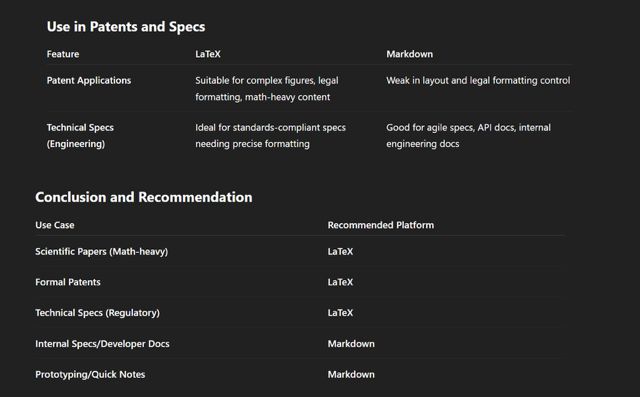 Use in Patents and Specs
Feature LaTeX Markdown
Patent Applications Suitable for complex figures, legal Weak in layout and legal formatting control
formatting, math-heavy content
Technical Specs Ideal for standards-compliant specs Good for agile specs, API docs, internal
(Engineering) needing precise formatting engineering docs
Conclusion and Recommendation
Use Case Recommended Platform
Scientific Papers (Math-heavy) LaTeX
Formal Patents LaTeX
Technical Specs (Regulatory) LaTeX
Internal Specs/Developer Docs Markdown
Prototyping/Quick Notes Markdown